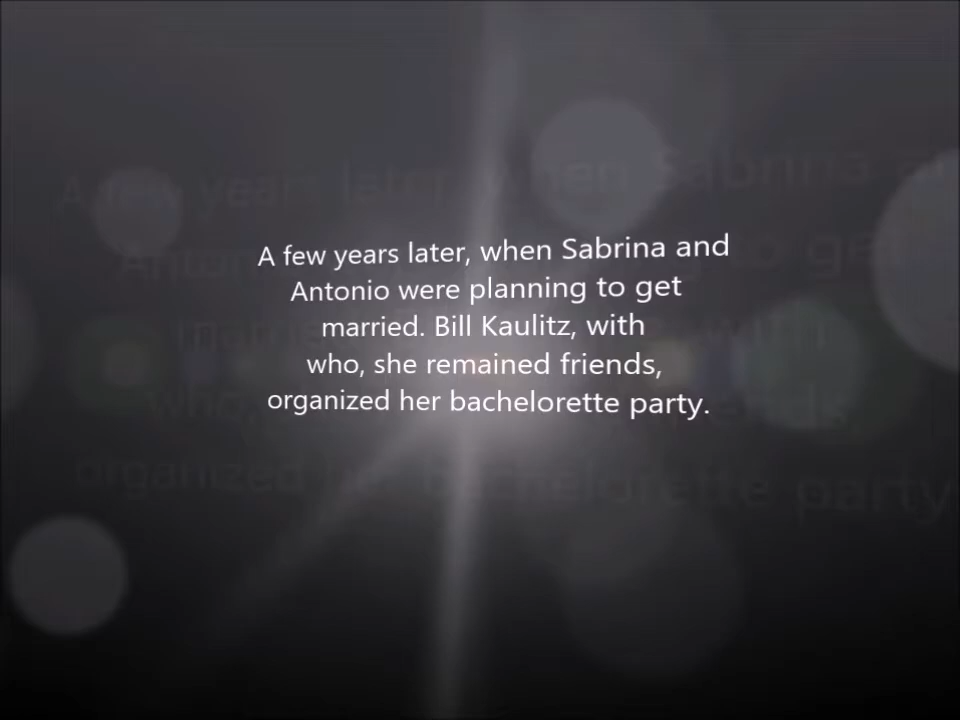 A few years later, when Sabrina and
Antonio were planning to get
married. Bill Kaulitz, with
who, she remained friends,
organized her bachelorette party.